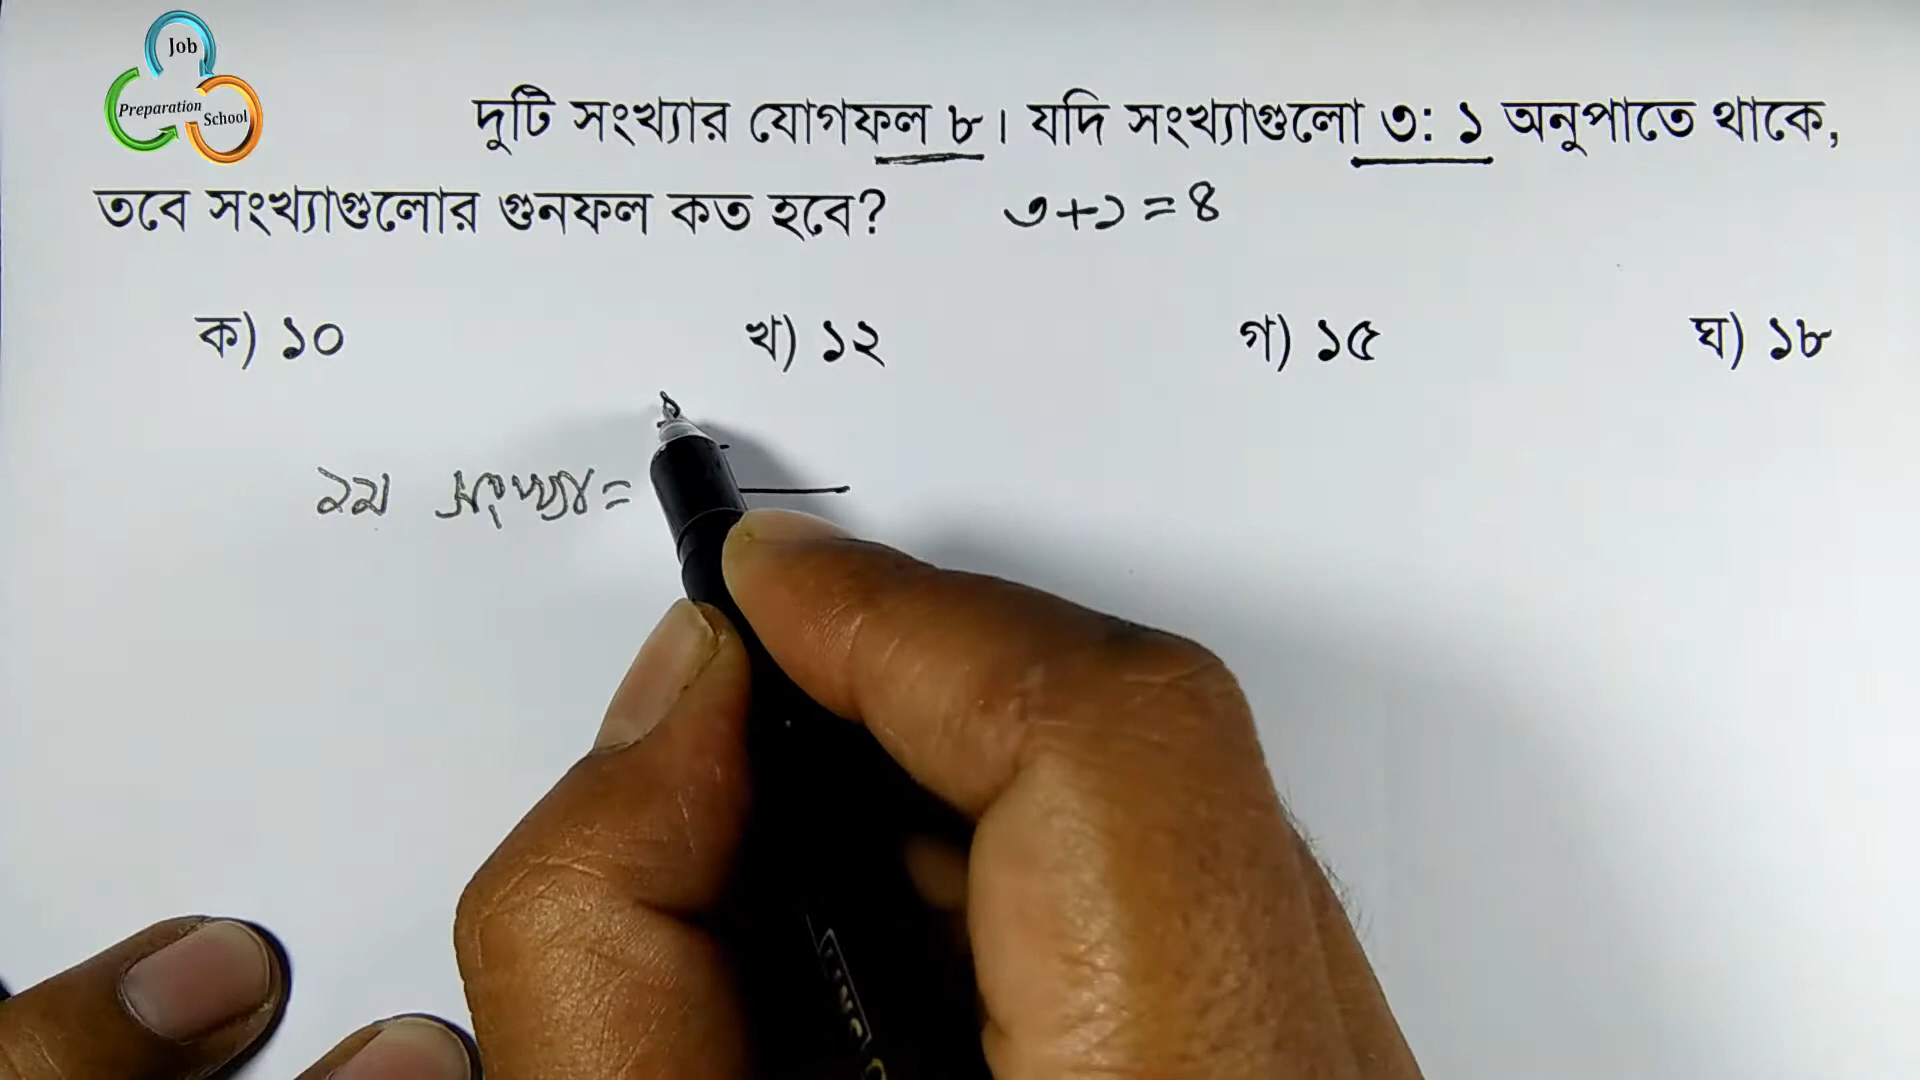 Job
Preparation
School
দুটি সংখ্যার যোগফল ৮। যদি সংখ্যাগুলো ৩: ১ অনুপাতে থাকে,
তবে সংখ্যাগুলোর গুনফল কত হবে? ৩+১=৪
ক) ১০ খ) ১২ গ) ১৫ ঘ) ১৮
১ম সংখ্যা=